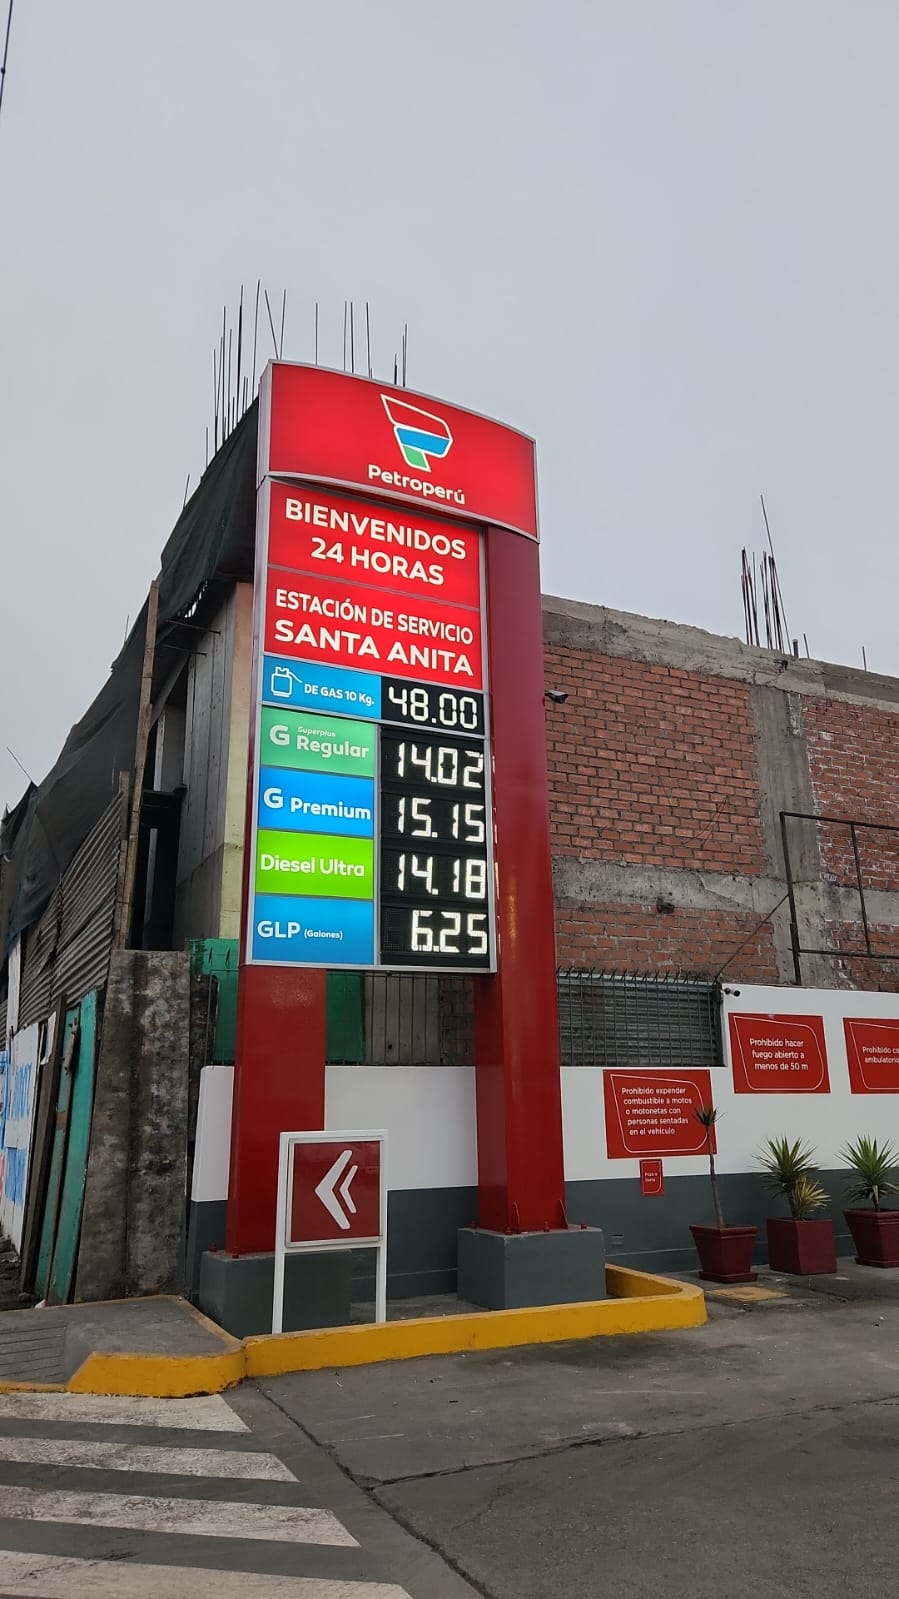 Petroperú
BIENVENIDOS
24 HORAS
ESTACIÓN DE SERVICIO
SANTA ANITA
DE GAS 10 Kg. 48.00
G Superplus
Regular 14.02
G Premium 15.15
Diesel Ultra 14.18
GLP (Galones) 6.25
Prohibido hacer
fuego abierto a
menos de 50 m
Prohibido
Prohibido expender
combustible a motos
o motonetas con
personas sentadas
en el vehículo